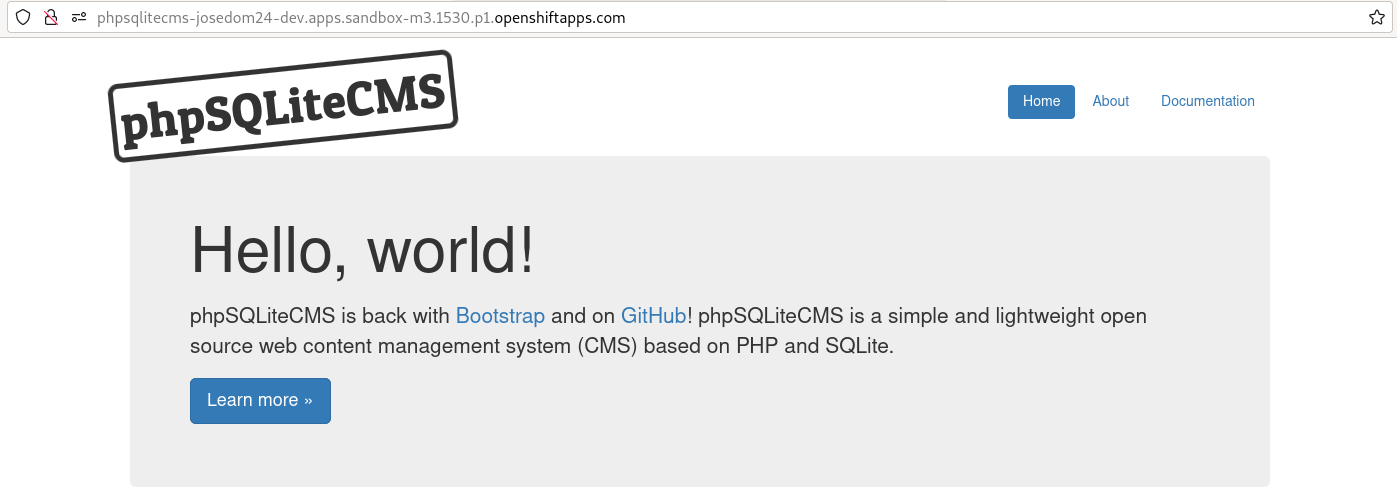 phpsqlitecms-josedom24-dev.apps.sandbox-m3.1530.p1.openshiftapps.com
phpSQLiteCMS
Home About Documentation
Hello, world!
phpSQLiteCMS is back with Bootstrap and on GitHub! phpSQLiteCMS is a simple and lightweight open
source web content management system (CMS) based on PHP and SQLite.
Learn more »